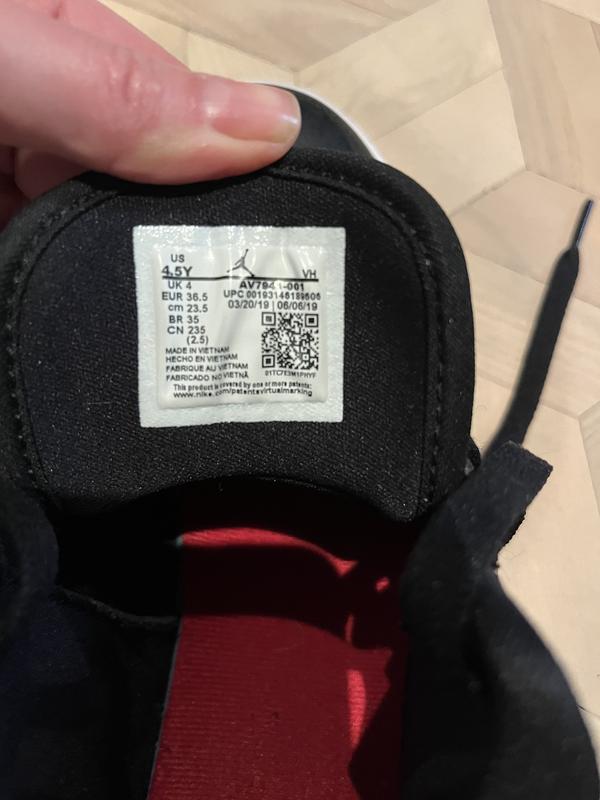 US
4.5Y VH
UK 4
EUR 36.5
cm 23.5
BR 35
CN 235
(2.5)
AV7941-001
UPC 00193146189606
03/20/19 | 06/06/19
MADE IN VIETNAM
HECHO EN VIETNAM
FABRIQUE AU VIETNAM
FABRICADO NO VIETNÃ
This product is covered by one or more patents:
www.nike.com/patentsvirtualmarking